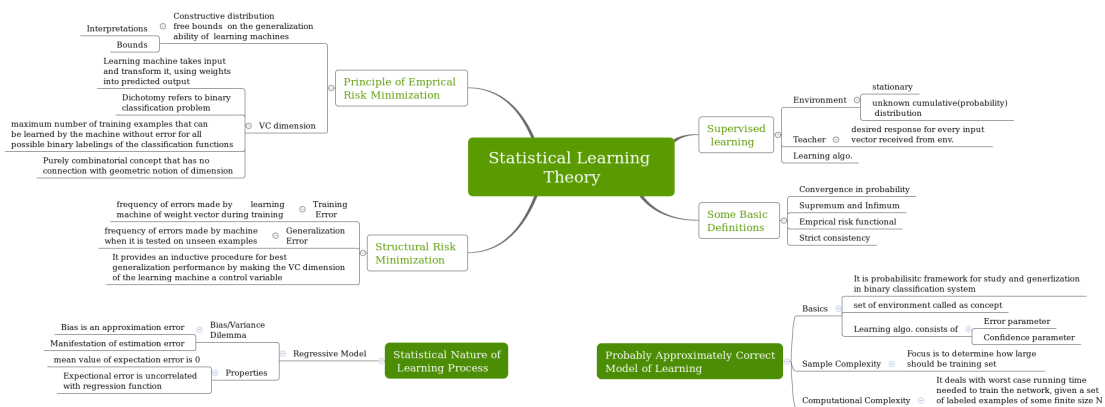 Statistical Learning
Theory
Principle of Emprical
Risk Minimization
Constructive distribution
free bounds on the generalization
ability of learning machines
Interpretations
Bounds
VC dimension
Learning machine takes input
and transform it, using weights
into predicted output
Dichotomy refers to binary
classification problem
maximum number of training examples that can
be learned by the machine without error for all
possible binary labelings of the classification functions
Purely combinatorial concept that has no
connection with geometric notion of dimension
Structural Risk
Minimization
Training
Error
frequency of errors made by learning
machine of weight vector during training
Generalization
Error
frequency of errors made by machine
when it is tested on unseen examples
It provides an inductive procedure for best
generalization performance by making the VC dimension
of the learning machine a control variable
Supervised
learning
Environment
stationary
unknown cumulative(probability)
distribution
Teacher
desired response for every input
vector received from env.
Learning algo.
Some Basic
Definitions
Convergence in probability
Supremum and Infimum
Emprical risk functional
Strict consistency
Statistical Nature of
Learning Process
Regressive Model
Bias/Variance
Dilemma
Bias is an approximation error
Manifestation of estimation error
Properties
mean value of expectation error is 0
Expectional error is uncorrelated
with regression function
Probably Approximately Correct
Model of Learning
Basics
It is probabilisitc framework for study and generlization
in binary classification system
set of environment called as concept
Learning algo. consists of
Error parameter
Confidence parameter
Sample Complexity
Focus is to determine how large
should be training set
Computational Complexity
It deals with worst case running time
needed to train the network, given a set
of labeled examples of some finite size N